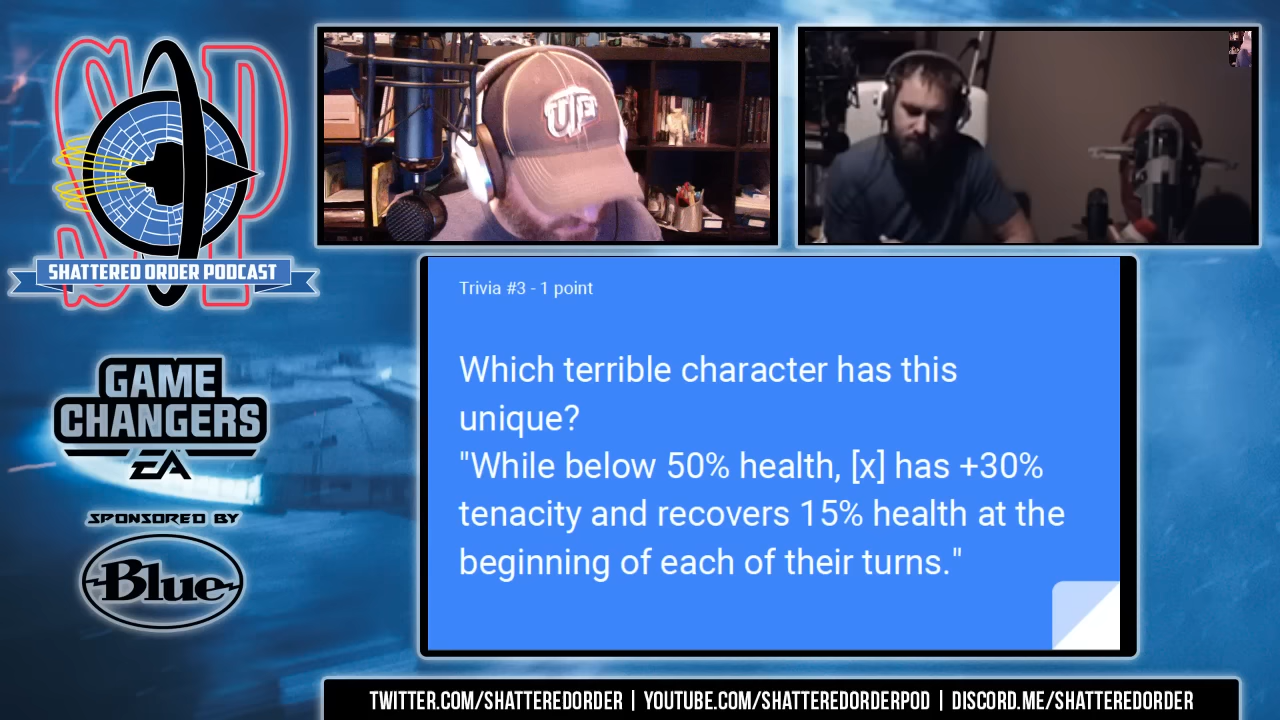 SOP
SHATTERED ORDER PODCAST
GAME
CHANGERS
EA
SPONSORED BY
Blue
Trivia #3 - 1 point
Which terrible character has this
unique?
"While below 50% health, [x] has +30%
tenacity and recovers 15% health at the
beginning of each of their turns."
TWITTER.COM/SHATTEREDORDER | YOUTUBE.COM/SHATTEREDORDERPOD | DISCORD.ME/SHATTEREDORDER